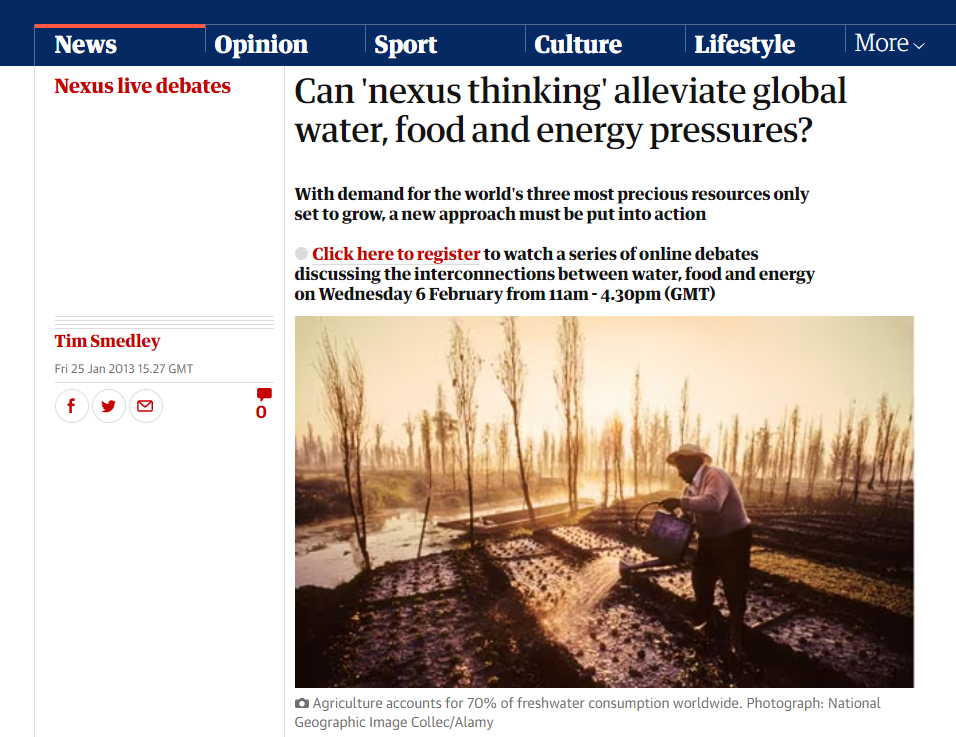 News
Opinion
Sport
Culture
Lifestyle
More
Nexus live debates
Can 'nexus thinking' alleviate global
water, food and energy pressures?
With demand for the world's three most precious resources only
set to grow, a new approach must be put into action
Click here to register to watch a series of online debates
discussing the interconnections between water, food and energy
on Wednesday 6 February from 11am - 4.30pm (GMT)
Tim Smedley
Fri 25 Jan 2013 15.27 GMT
0
Agriculture accounts for 70% of freshwater consumption worldwide. Photograph: National
Geographic Image Collec/Alamy